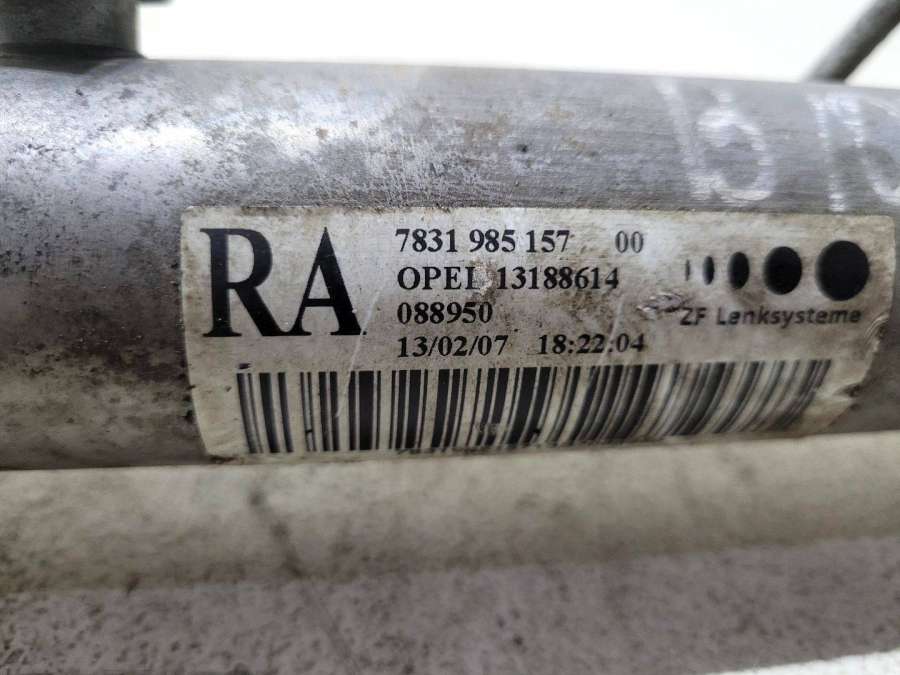 RA
7831 985 157 00
OPEL 13188614
088950
13/02/07 18:22:04
ZF Lenksysteme